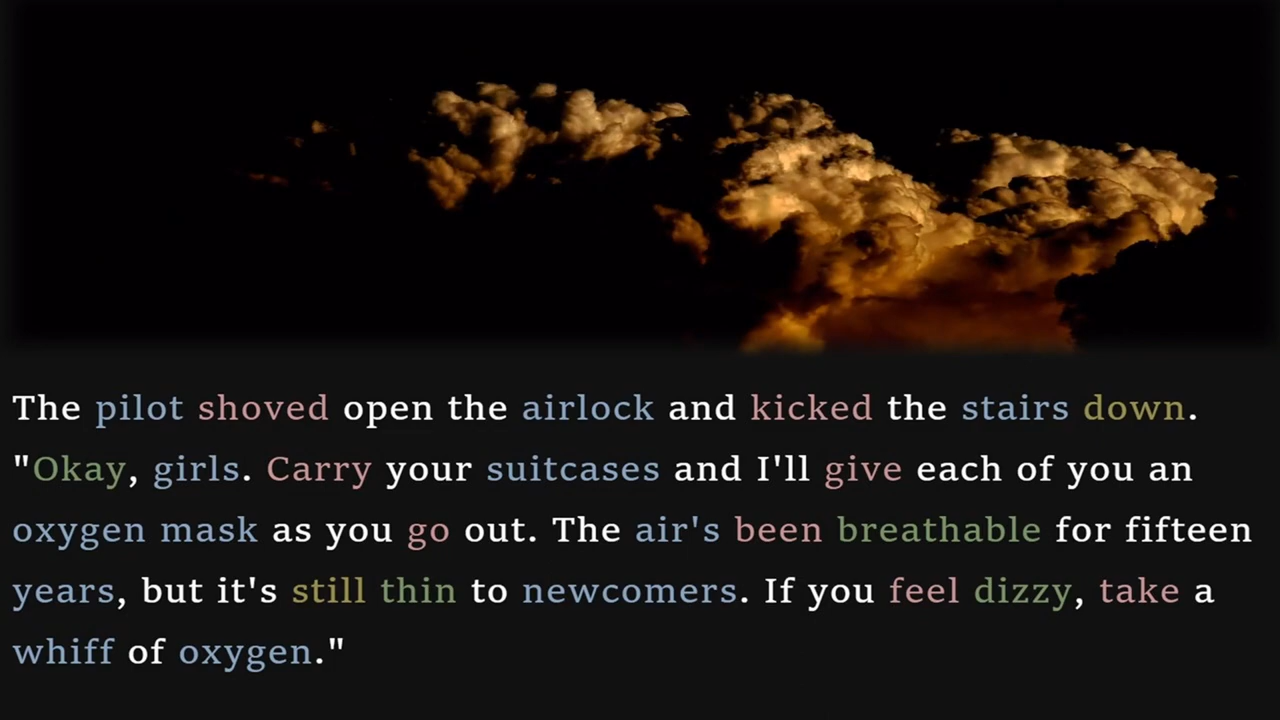 The pilot shoved open the airlock and kicked the stairs down.
"Okay, girls. Carry your suitcases and I'll give each of you an
oxygen mask as you go out. The air's been breathable for fifteen
years, but it's still thin to newcomers. If you feel dizzy, take a
whiff of oxygen."